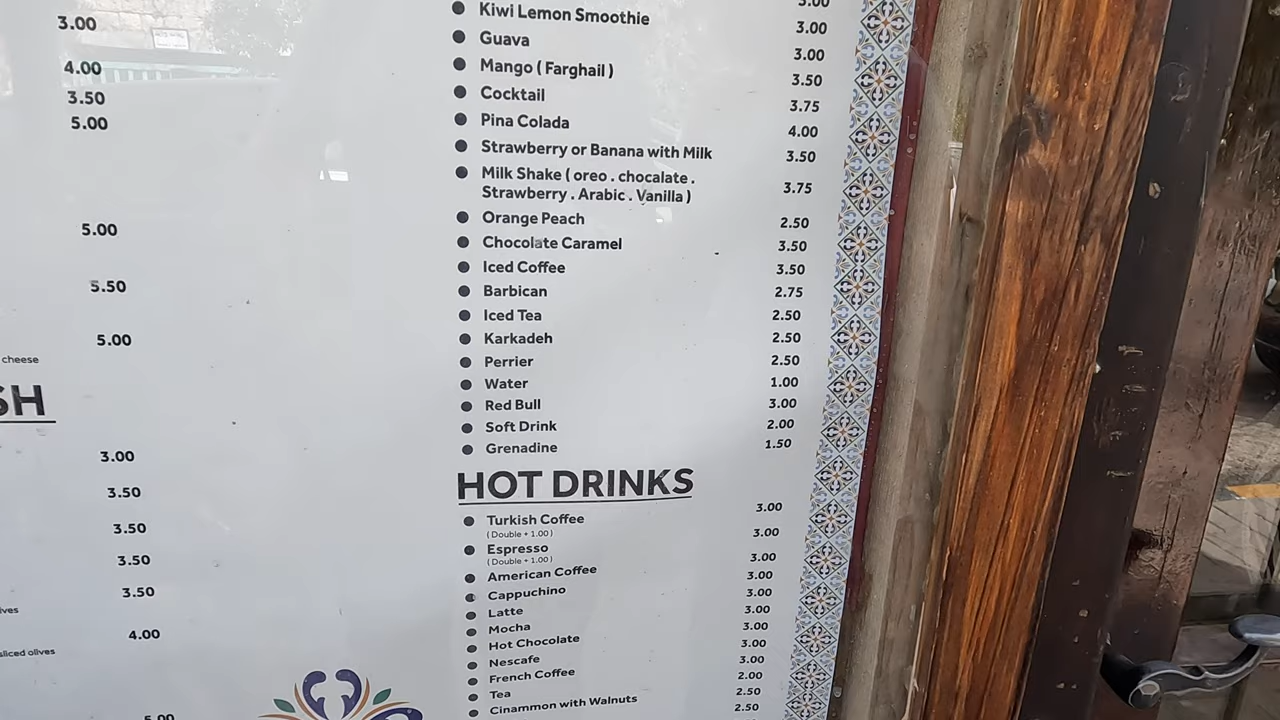 3.00
4.00
3.50
5.00
5.00
5.50
5.00
cheese
SH
3.00
3.50
3.50
3.50
3.50
ives
4.00
sliced olives
5.00
3.00
Kiwi Lemon Smoothie 3.00
Guava 3.00
Mango ( Farghail ) 3.50
Cocktail 3.75
Pina Colada 4.00
Strawberry or Banana with Milk 3.50
Milk Shake ( oreo . chocalate .
Strawberry . Arabic . Vanilla ) 3.75
Orange Peach 2.50
Chocolate Caramel 3.50
Iced Coffee 3.50
Barbican 2.75
Iced Tea 2.50
Karkadeh 2.50
Perrier 2.50
Water 1.00
Red Bull 3.00
Soft Drink 2.00
Grenadine 1.50
HOT DRINKS
Turkish Coffee 3.00
( Double + 1.00 )
Espresso 3.00
( Double + 1.00 )
American Coffee 3.00
Cappuchino 3.00
Latte 3.00
Mocha 3.00
Hot Chocolate 3.00
Nescafe 3.00
French Coffee 3.00
Tea 2.00
Cinammon with Walnuts 2.50
2.50